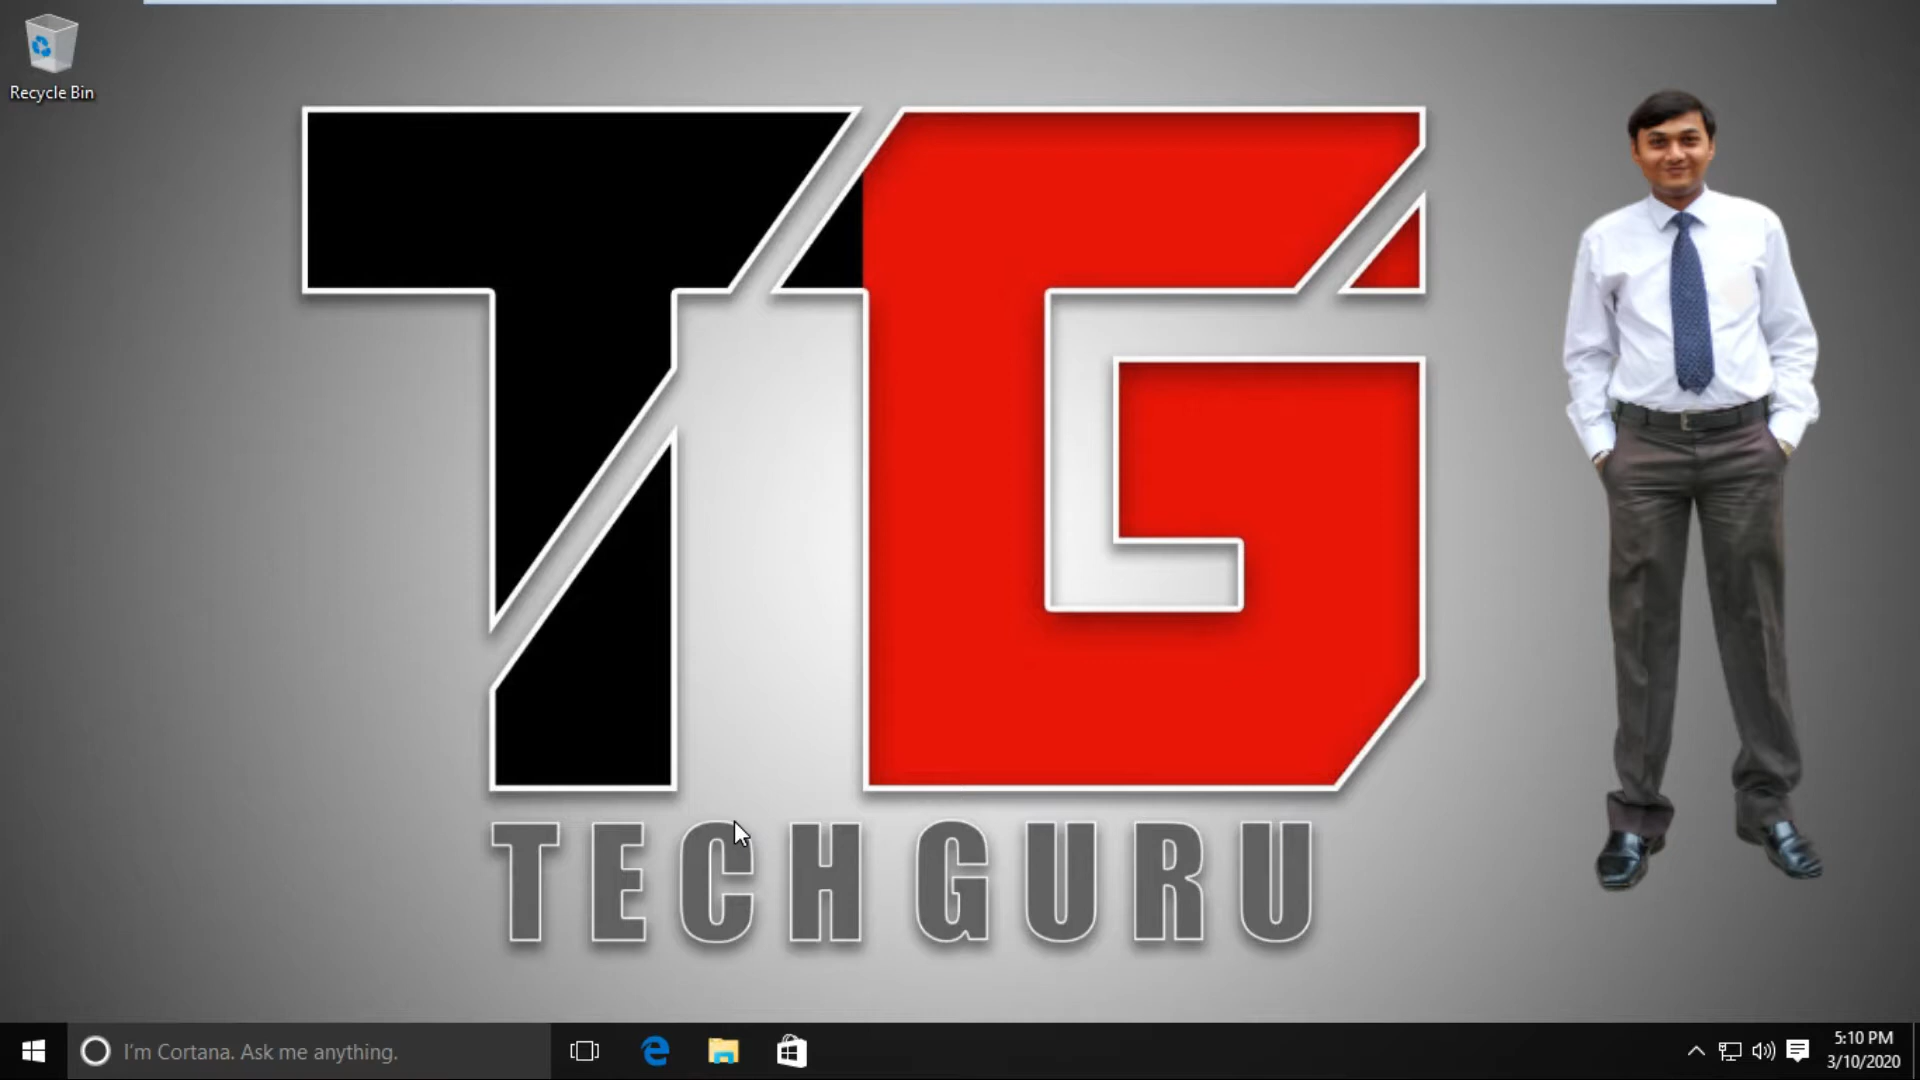 Recycle Bin
TG
TECH GURU
I'm Cortana. Ask me anything.
5:10 PM
3/10/2020